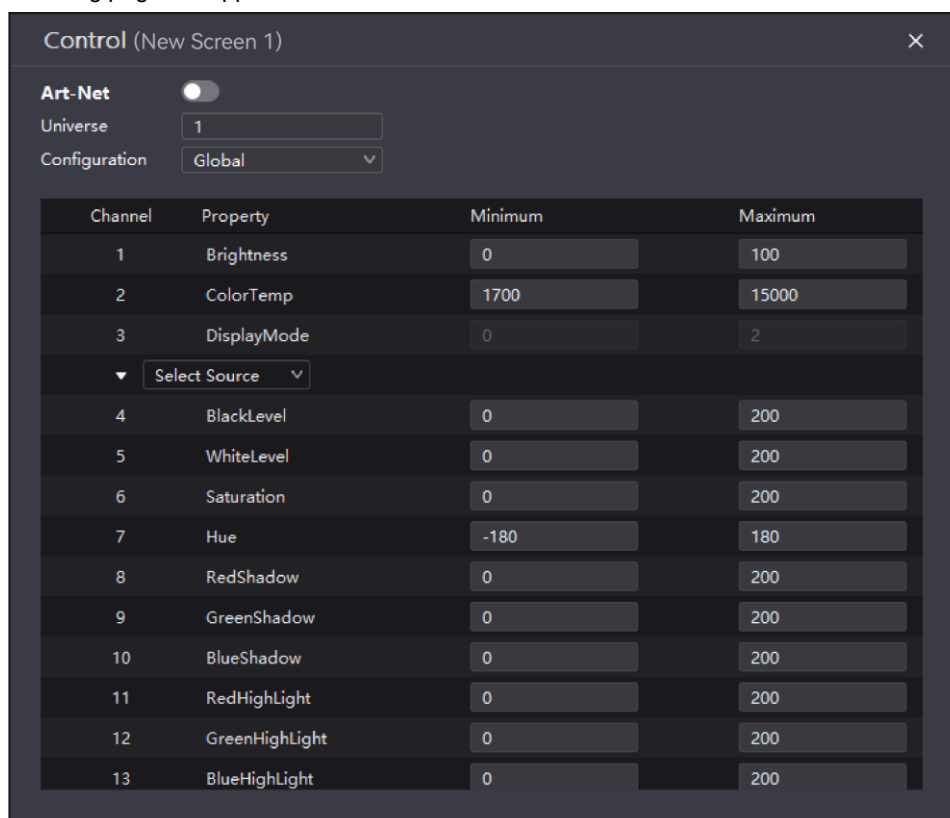 Control (New Screen 1)
Art-Net
Universe 1
Configuration Global
Channel Property Minimum Maximum
1 Brightness 0 100
2 ColorTemp 1700 15000
3 DisplayMode 0 2
Select Source
4 BlackLevel 0 200
5 WhiteLevel 0 200
6 Saturation 0 200
7 Hue -180 180
8 RedShadow 0 200
9 GreenShadow 0 200
10 BlueShadow 0 200
11 RedHighLight 0 200
12 GreenHighLight 0 200
13 BlueHighLight 0 200